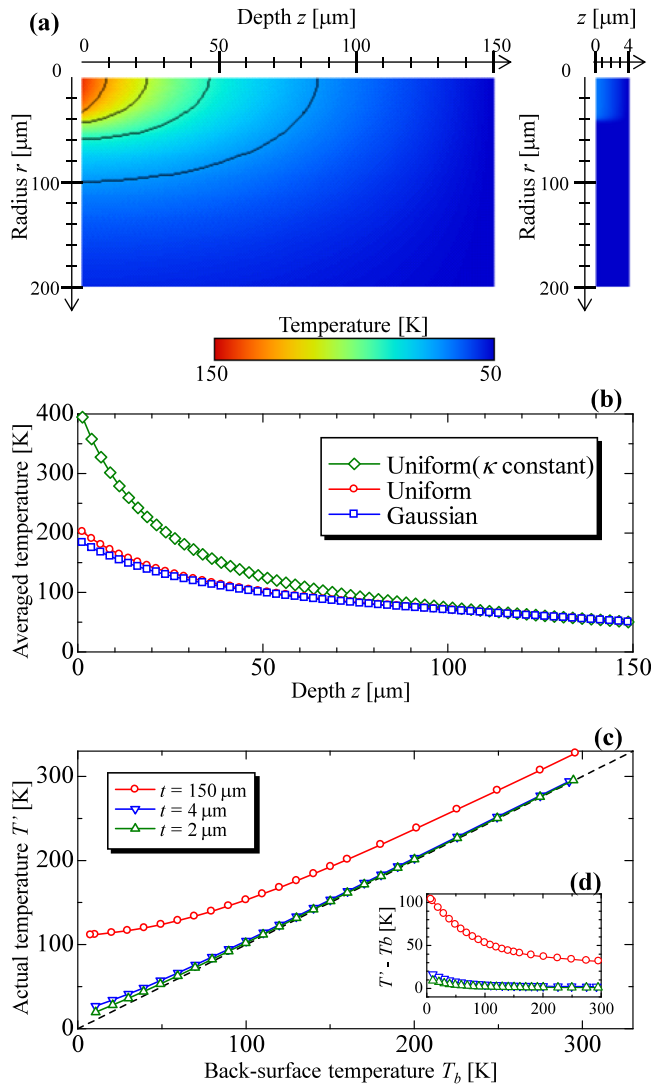 (a)
Depth z [μm]
0 50 100 150
z [μm]
0 4
0
100
200
Radius r [μm]
0
100
200
Radius r [μm]
Temperature [K]
150 50
(b)
400
300
200
100
0
Averaged temperature [K]
Uniform(κ constant)
Uniform
Gaussian
0 50 100 150
Depth z [μm]
(c)
300
200
100
0
Actual temperature T' [K]
t = 150 μm
t = 4 μm
t = 2 μm
(d)
100
50
0
T' - Tb [K]
0 100 200 300
0 100 200 300
Back-surface temperature Tb [K]